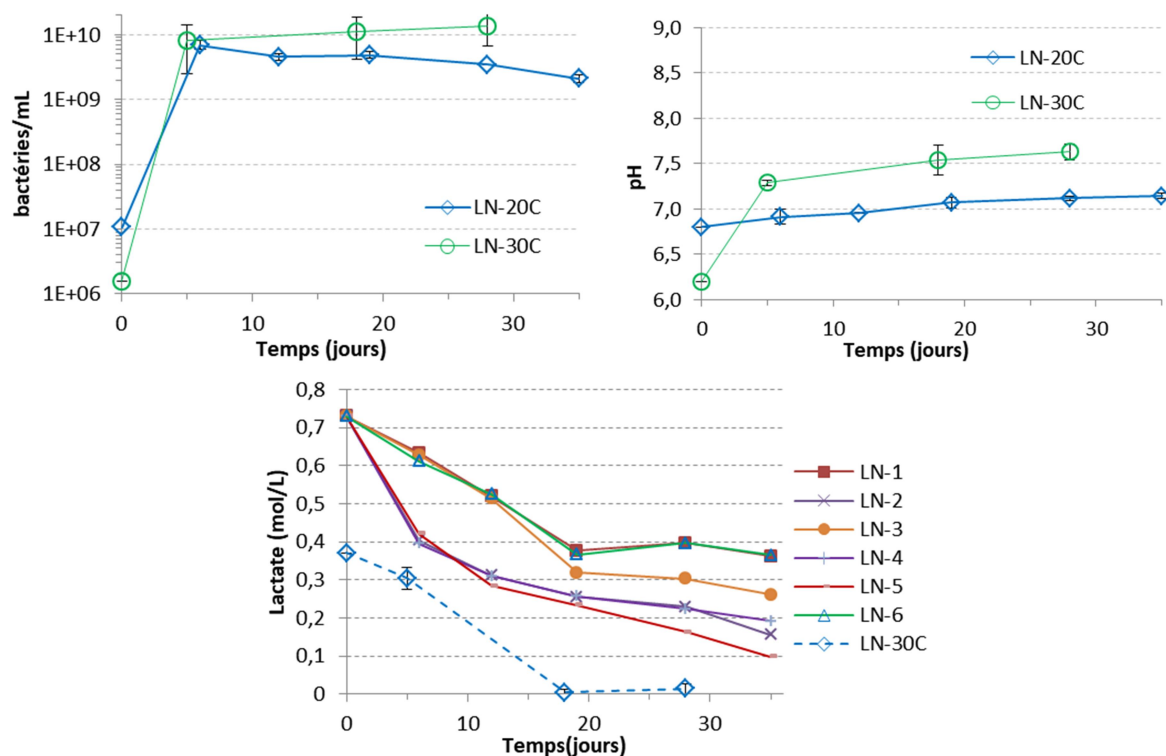 bactéries/mL
1E+10
1E+09
1E+08
1E+07
1E+06
0
10
20
30
Temps (jours)
LN-20C
LN-30C
pH
9,0
8,5
8,0
7,5
7,0
6,5
6,0
0
10
20
30
Temps (jours)
LN-20C
LN-30C
Lactate (mol/L)
0,8
0,7
0,6
0,5
0,4
0,3
0,2
0,1
0
0
10
20
30
Temps(jours)
LN-1
LN-2
LN-3
LN-4
LN-5
LN-6
LN-30C